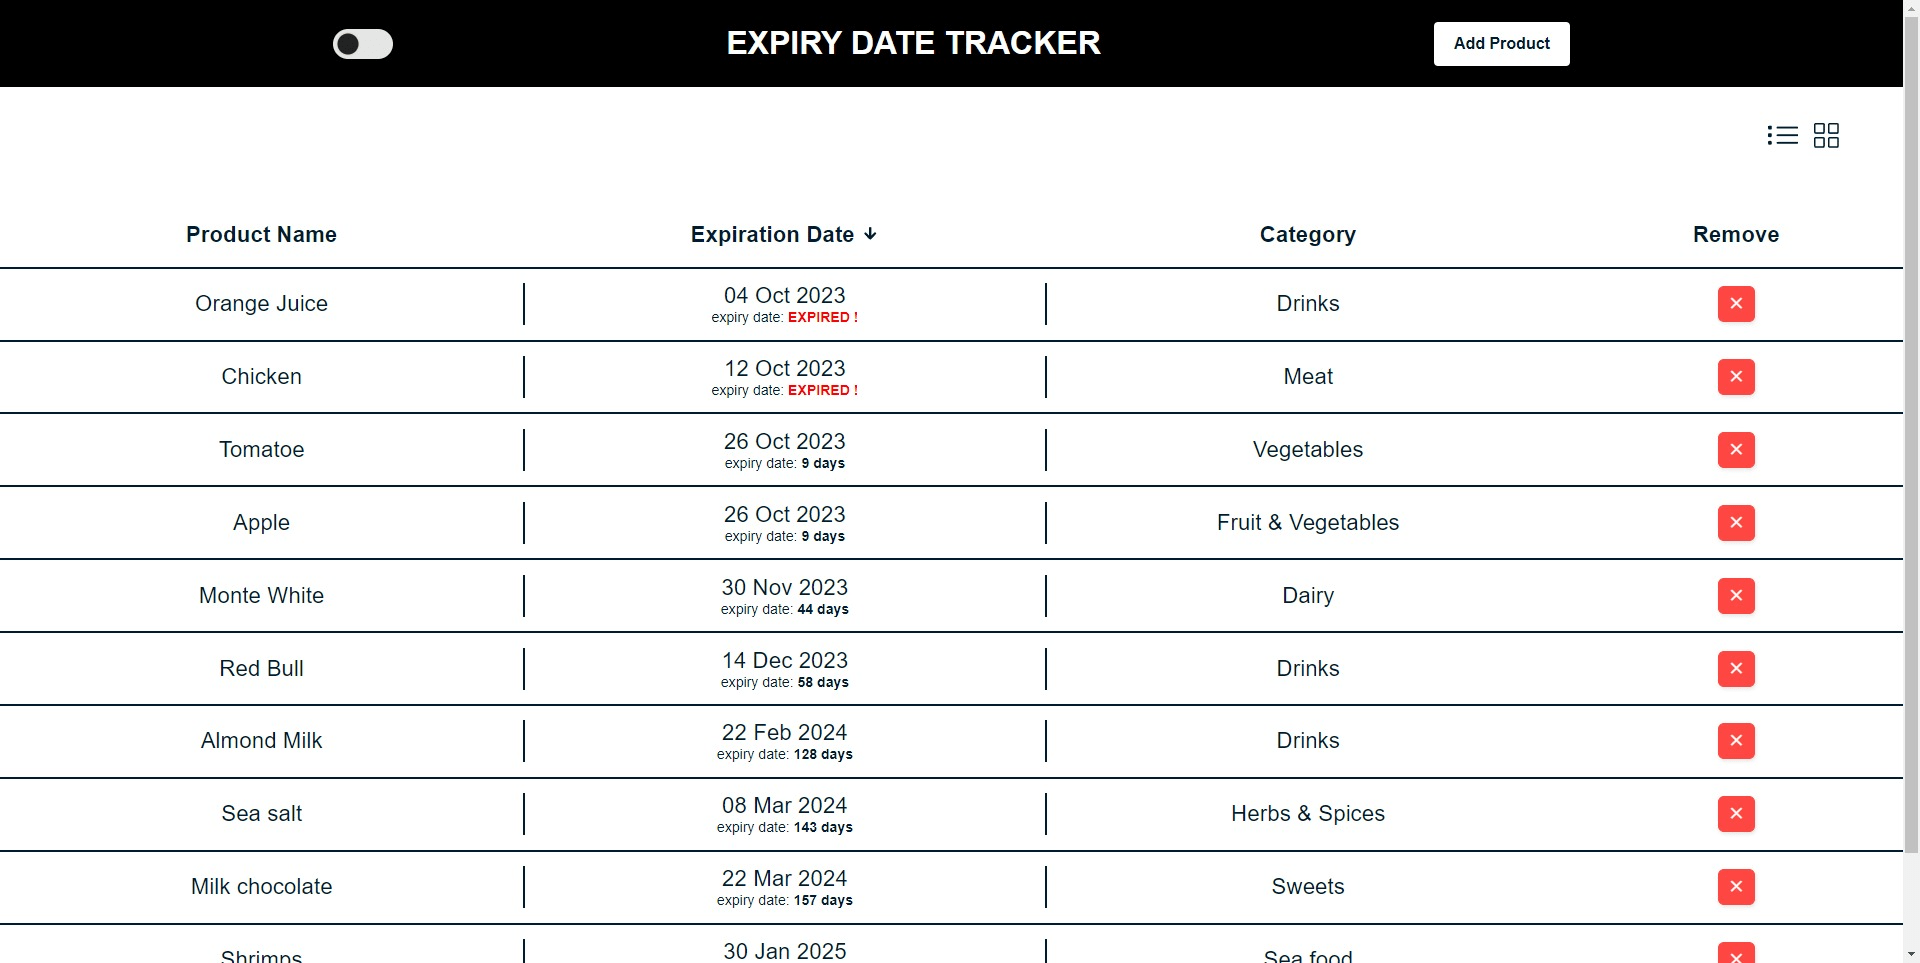 EXPIRY DATE TRACKER
Add Product
Product Name Expiration Date Category Remove
Orange Juice 04 Oct 2023 Drinks
expiry date: EXPIRED !
Chicken 12 Oct 2023 Meat
expiry date: EXPIRED !
Tomatoe 26 Oct 2023 Vegetables
expiry date: 9 days
Apple 26 Oct 2023 Fruit & Vegetables
expiry date: 9 days
Monte White 30 Nov 2023 Dairy
expiry date: 44 days
Red Bull 14 Dec 2023 Drinks
expiry date: 58 days
Almond Milk 22 Feb 2024 Drinks
expiry date: 128 days
Sea salt 08 Mar 2024 Herbs & Spices
expiry date: 143 days
Milk chocolate 22 Mar 2024 Sweets
expiry date: 157 days
Shrimps 30 Jan 2025 Sea food